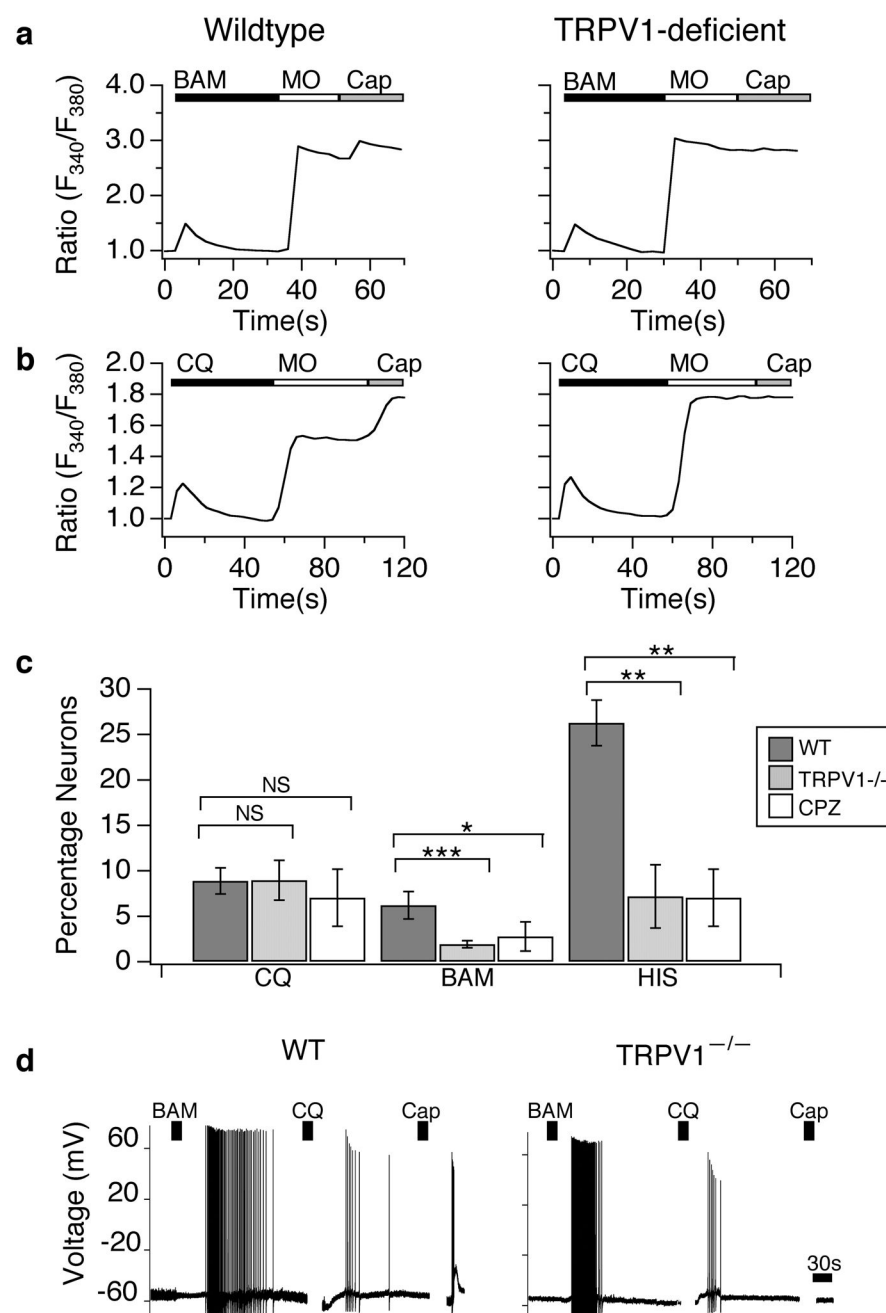 a Wildtype TRPV1-deficient
BAM MO Cap BAM MO Cap
Ratio (F340/F380)
4.0
3.0
2.0
1.0
0 20 40 60 0 20 40 60
Time(s) Time(s)
b
CQ MO Cap CQ MO Cap
Ratio (F340/F380)
2.0
1.8
1.6
1.4
1.2
1.0
0 40 80 120 0 40 80 120
Time(s) Time(s)
c
Percentage Neurons
30
25
20
15
10
5
0
NS
NS
*
***
**
**
WT
TRPV1-/-
CPZ
CQ BAM HIS
d WT TRPV1−/−
BAM CQ Cap BAM CQ Cap
Voltage (mV)
60
20
-20
-60
30s